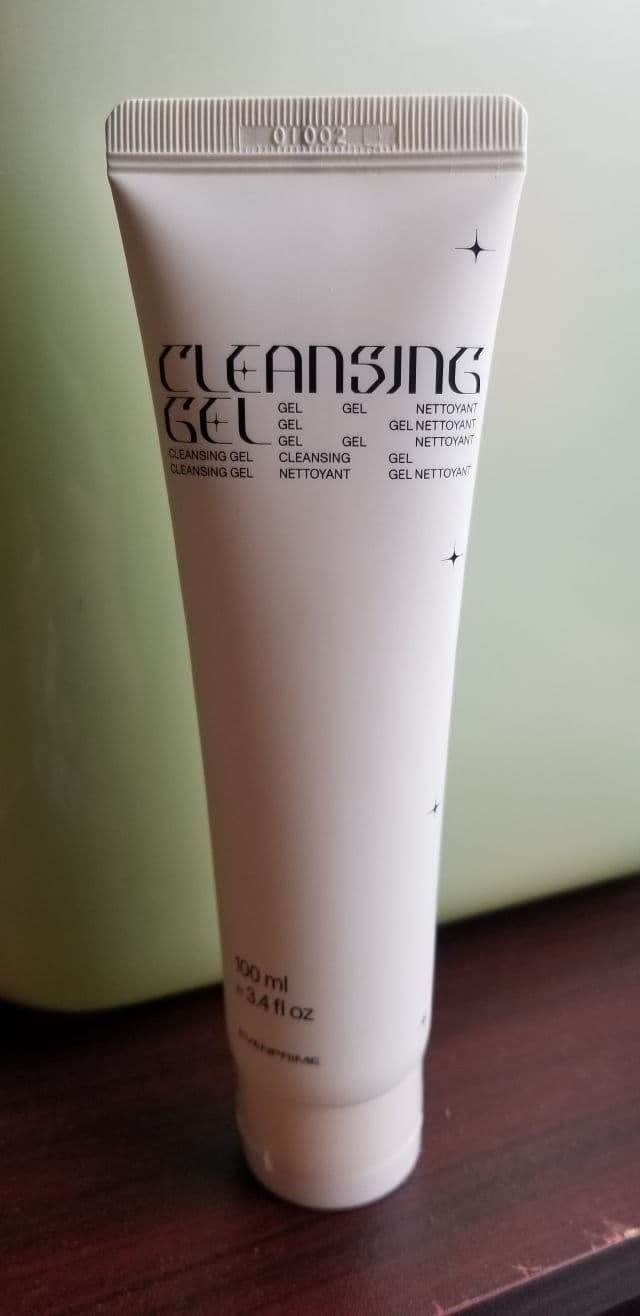 01002
CLEANSING
GEL
GEL GEL NETTOYANT
GEL GEL NETTOYANT
GEL GEL NETTOYANT
CLEANSING GEL CLEANSING GEL
CLEANSING GEL NETTOYANT GEL NETTOYANT
100 ml
e 3.4 fl oz
EVENPRIME